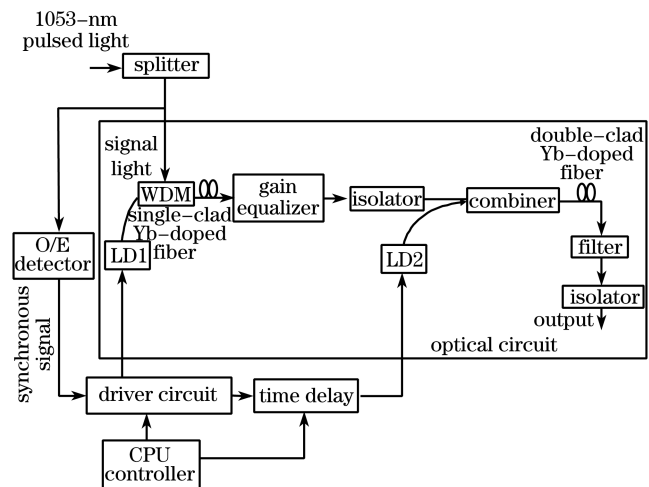 1053-nm
pulsed light
splitter
signal
light
WDM
single-clad
Yb-doped
fiber
gain
equalizer
isolator
combiner
double-clad
Yb-doped
fiber
O/E
detector
LD1
LD2
filter
isolator
output
synchronous
signal
optical circuit
driver circuit
time delay
CPU
controller